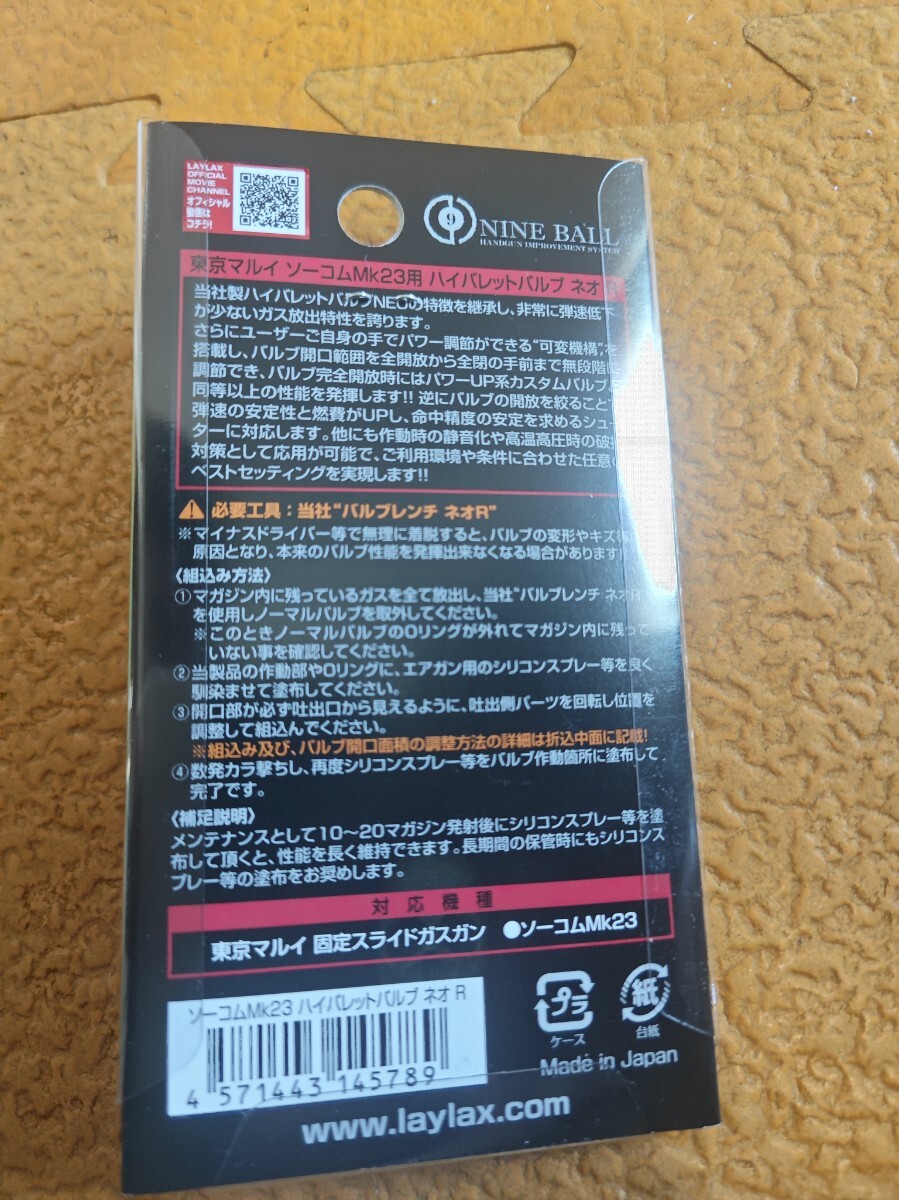 LAYLAX
OFFICIAL
MOVIE
CHANNEL
オフィシャル
動画は
コチラ!
9
NINE BALL
HANDGUN IMPROVEMENT SYSTEM
東京マルイ ソーコムMk23用 ハイバレットバルブ ネオ R
当社製ハイバレットバルブNEOの特徴を継承し、非常に弾速低下
が少ないガス放出特性を誇ります。
さらにユーザーご自身の手でパワー調節ができる“可変機構”を
搭載し、バルブ開口範囲を全開放から全閉の手前まで無段階に
調節でき、バルブ完全開放時にはパワーUP系カスタムバルブと
同等以上の性能を発揮します!! 逆にバルブの開放を絞ることで
弾速の安定性と燃費がUPし、命中精度の安定を求めるシュー
ターに対応します。他にも作動時の静音化や高温高圧時の破損
対策として応用が可能で、ご利用環境や条件に合わせた任意の
ベストセッティングを実現します!!
必要工具:当社“バルブレンチ ネオR”
※マイナスドライバー等で無理に着脱すると、バルブの変形やキズ等
原因となり、本来のバルブ性能を発揮出来なくなる場合があります
〈組込み方法〉
①マガジン内に残っているガスを全て放出し、当社“バルブレンチ ネオR”
を使用しノーマルバルブを取外してください。
※このときノーマルバルブのOリングが外れてマガジン内に残って
いない事を確認してください。
②当製品の作動部やOリングに、エアガン用のシリコンスプレー等を良く
馴染ませて塗布してください。
③開口部が必ず吐出口から見えるように、吐出側パーツを回転し位置を
調整して組込んでください。
※組込み及び、バルブ開口面積の調整方法の詳細は折込中面に記載!
④数発カラ撃ちし、再度シリコンスプレー等をバルブ作動箇所に塗布して
完了です。
〈補足説明〉
メンテナンスとして10〜20マガジン発射後にシリコンスプレー等を塗
布して頂くと、性能を長く維持できます。長期間の保管時にもシリコンス
プレー等の塗布をお奨めします。
対応機種
東京マルイ 固定スライドガスガン ●ソーコムMk23
ソーコムMk23 ハイバレットバルブ ネオ R
4 571443 145789
プラ
ケース
紙
台紙
Made in Japan
www.laylax.com